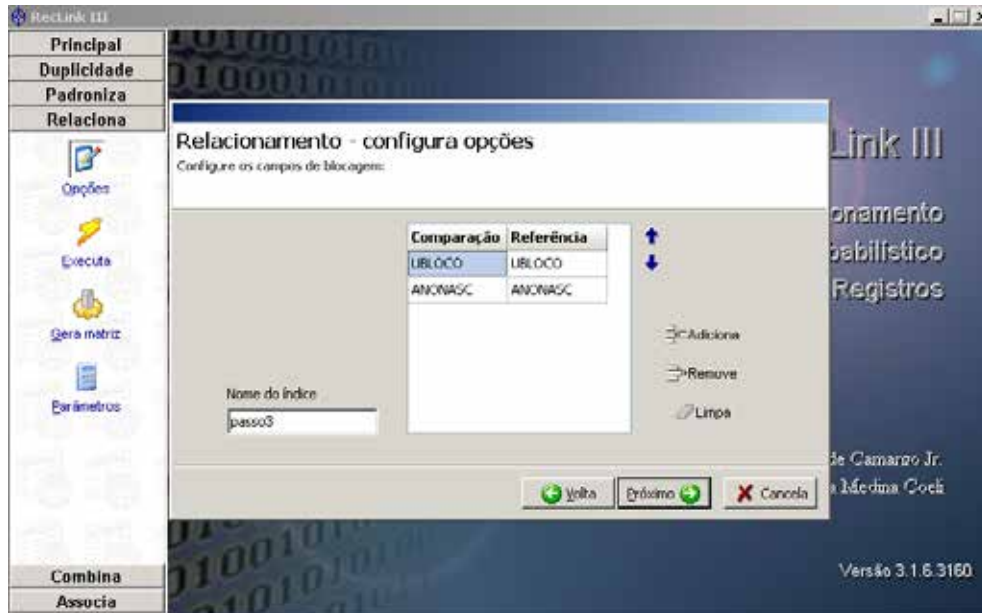 RecLink III
Principal
Duplicidade
Padroniza
Relaciona
Opções
Executa
Gera matriz
Parâmetros
Combina
Associa
Relacionamento - configura opções
Configure os campos de blocagem:
Comparação Referência
UBLOCO UBLOCO
ANONASC ANONASC
Adiciona
Remove
Limpa
Nome do índice
passo3
Volta Próximo Cancela
Link III
onamento
babilístico
Registros
de Camargo Jr.
a Medina Coeli
Versão 3.1.6.3160